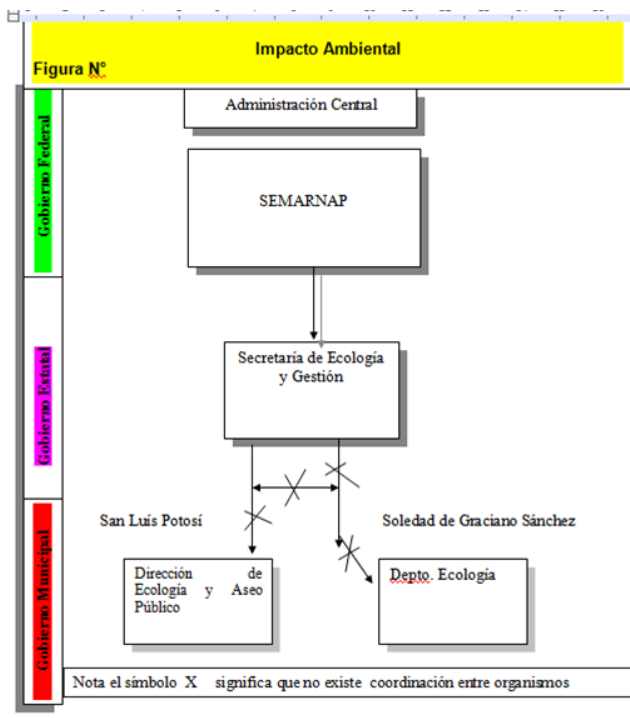 Impacto Ambiental
Figura N°
Gobierno Federal
Administración Central
SEMARNAP
Gobierno Estatal
Secretaría de Ecología
y Gestión
Gobierno Municipal
San Luís Potosí
Soledad de Graciano Sánchez
Dirección de
Ecología y Aseo
Público
Depto. Ecología
Nota el símbolo X significa que no existe coordinación entre organismos